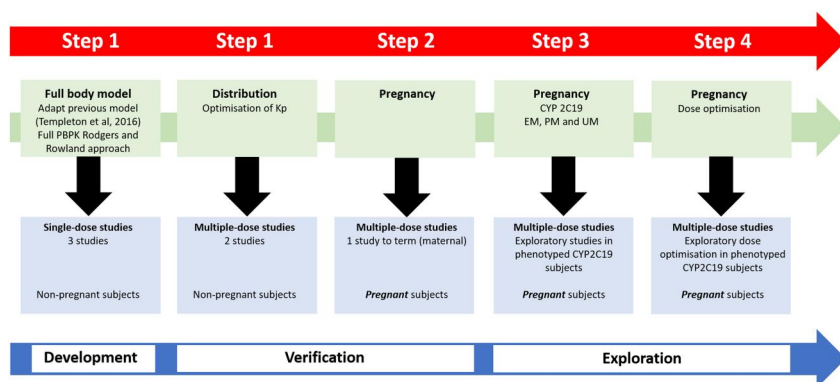 Step 1
Step 1
Step 2
Step 3
Step 4
Full body model
Adapt previous model
(Templeton et al, 2016)
Full PBPK Rodgers and
Rowland approach
Distribution
Optimisation of Kp
Pregnancy
Pregnancy
CYP 2C19
EM, PM and UM
Pregnancy
Dose optimisation
Single-dose studies
3 studies
Non-pregnant subjects
Multiple-dose studies
2 studies
Non-pregnant subjects
Multiple-dose studies
1 study to term (maternal)
Pregnant subjects
Multiple-dose studies
Exploratory studies in
phenotyped CYP2C19
subjects
Pregnant subjects
Multiple-dose studies
Exploratory dose
optimisation in phenotyped
CYP2C19 subjects
Pregnant subjects
Development
Verification
Exploration